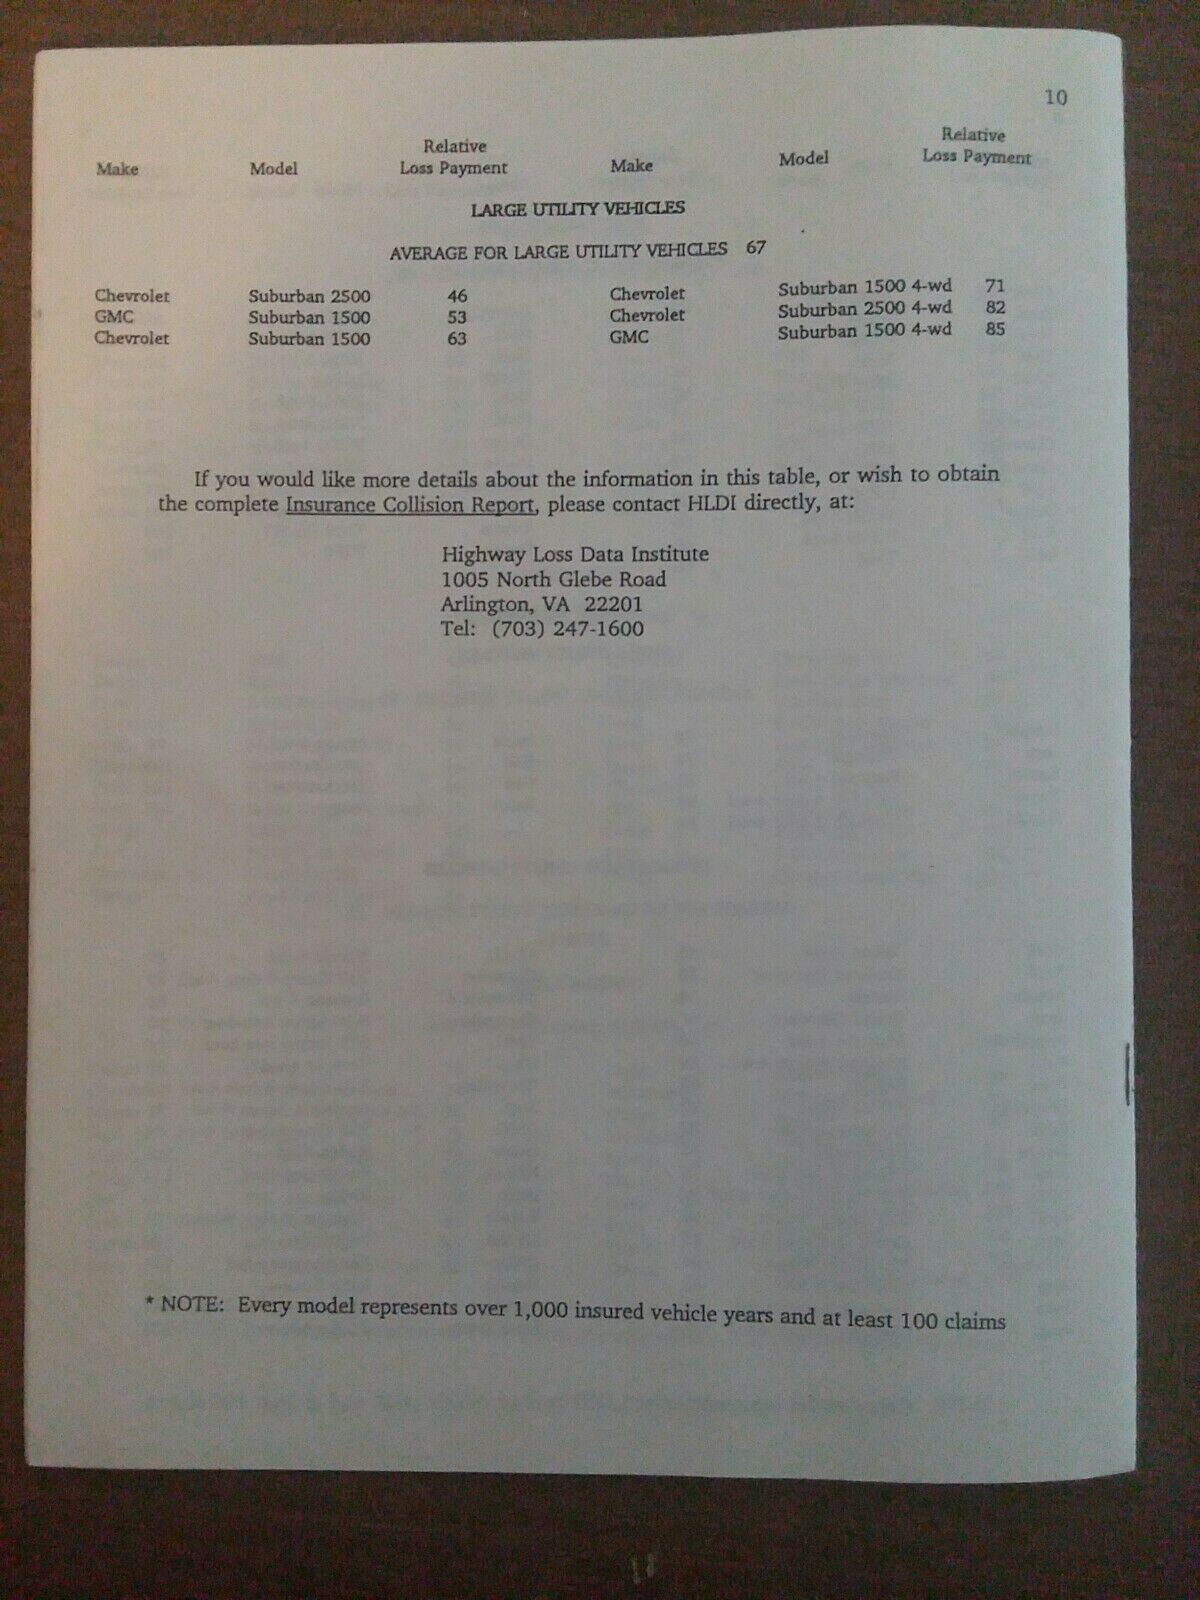 10
Make Model Relative Loss Payment Make Model Relative Loss Payment
LARGE UTILITY VEHICLES
AVERAGE FOR LARGE UTILITY VEHICLES 67
Chevrolet Suburban 2500 46 Chevrolet Suburban 1500 4-wd 71
GMC Suburban 1500 53 Chevrolet Suburban 2500 4-wd 82
Chevrolet Suburban 1500 63 GMC Suburban 1500 4-wd 85
If you would like more details about the information in this table, or wish to obtain
the complete Insurance Collision Report, please contact HLDI directly, at:
Highway Loss Data Institute
1005 North Glebe Road
Arlington, VA 22201
Tel: (703) 247-1600
* NOTE: Every model represents over 1,000 insured vehicle years and at least 100 claims